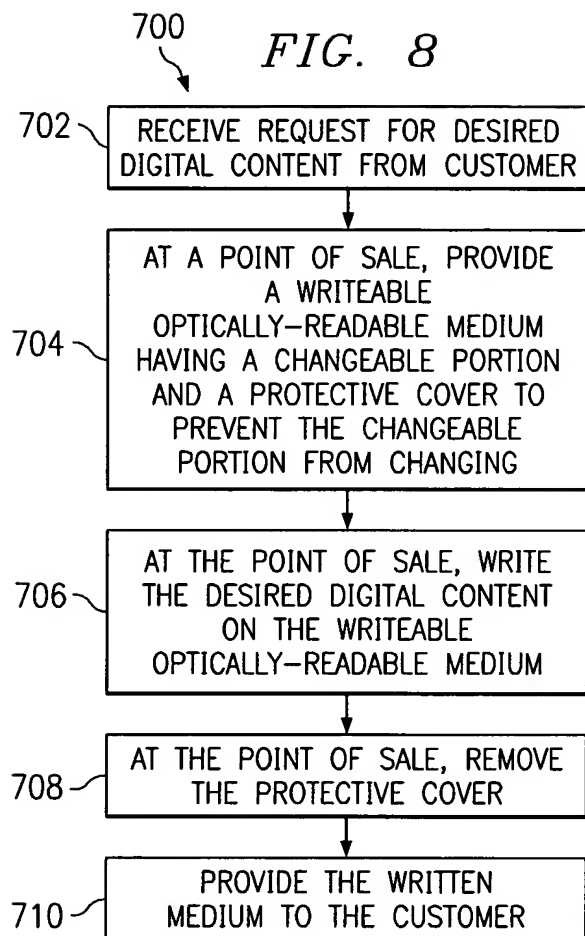 700
FIG. 8
702
RECEIVE REQUEST FOR DESIRED
DIGITAL CONTENT FROM CUSTOMER
704
AT A POINT OF SALE, PROVIDE
A WRITEABLE
OPTICALLY-READABLE MEDIUM
HAVING A CHANGEABLE PORTION
AND A PROTECTIVE COVER TO
PREVENT THE CHANGEABLE
PORTION FROM CHANGING
706
AT THE POINT OF SALE, WRITE
THE DESIRED DIGITAL CONTENT
ON THE WRITEABLE
OPTICALLY-READABLE MEDIUM
708
AT THE POINT OF SALE, REMOVE
THE PROTECTIVE COVER
710
PROVIDE THE WRITTEN
MEDIUM TO THE CUSTOMER